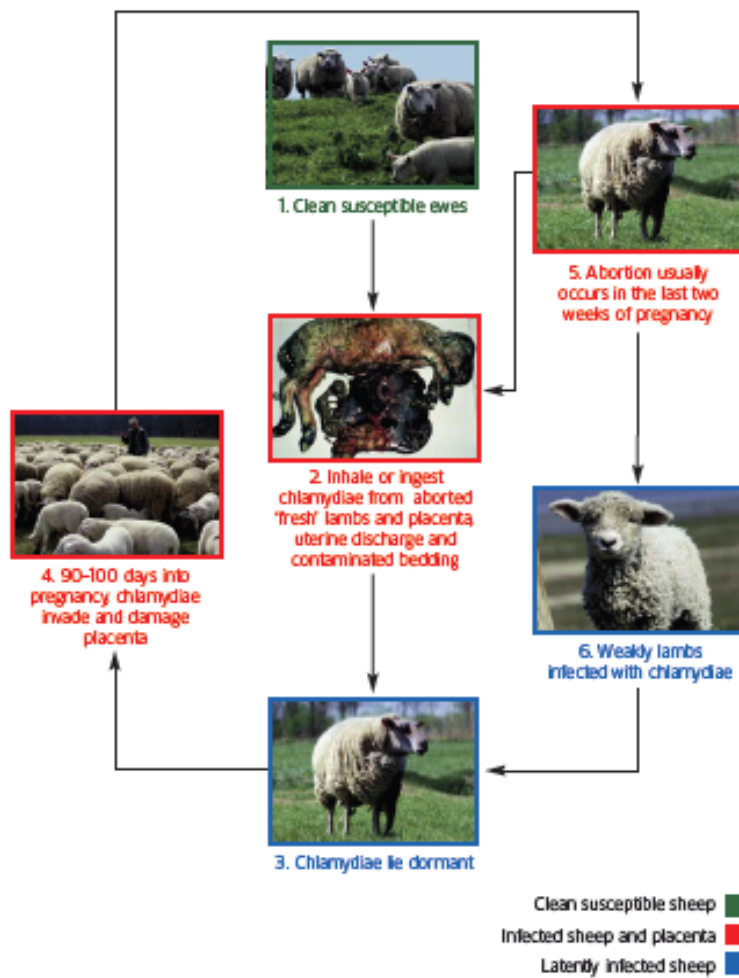 1. Clean susceptible ewes
5. Abortion usually
occurs in the last two
weeks of pregnancy
2. Inhale or ingest
chlamydiae from aborted
'fresh' lambs and placenta,
uterine discharge and
contaminated bedding
4. 90-100 days into
pregnancy, chlamydiae
invade and damage
placenta
6. Weakly lambs
infected with chlamydiae
3. Chlamydiae lie dormant
Clean susceptible sheep
Infected sheep and placenta
Latently infected sheep